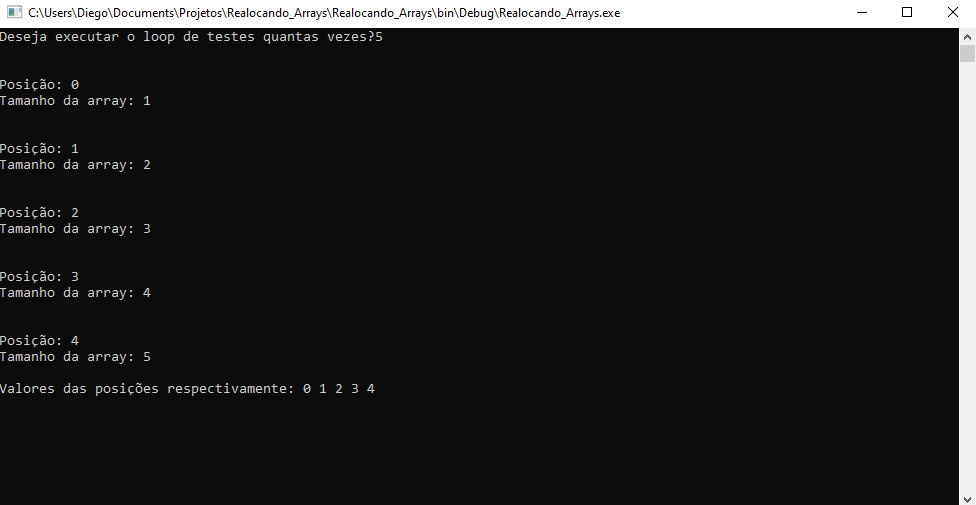 C:\Users\Diego\Documents\Projetos\Realocando_Arrays\Realocando_Arrays\bin\Debug\Realocando_Arrays.exe
Deseja executar o loop de testes quantas vezes?5
Posição: 0
Tamanho da array: 1
Posição: 1
Tamanho da array: 2
Posição: 2
Tamanho da array: 3
Posição: 3
Tamanho da array: 4
Posição: 4
Tamanho da array: 5
Valores das posições respectivamente: 0 1 2 3 4